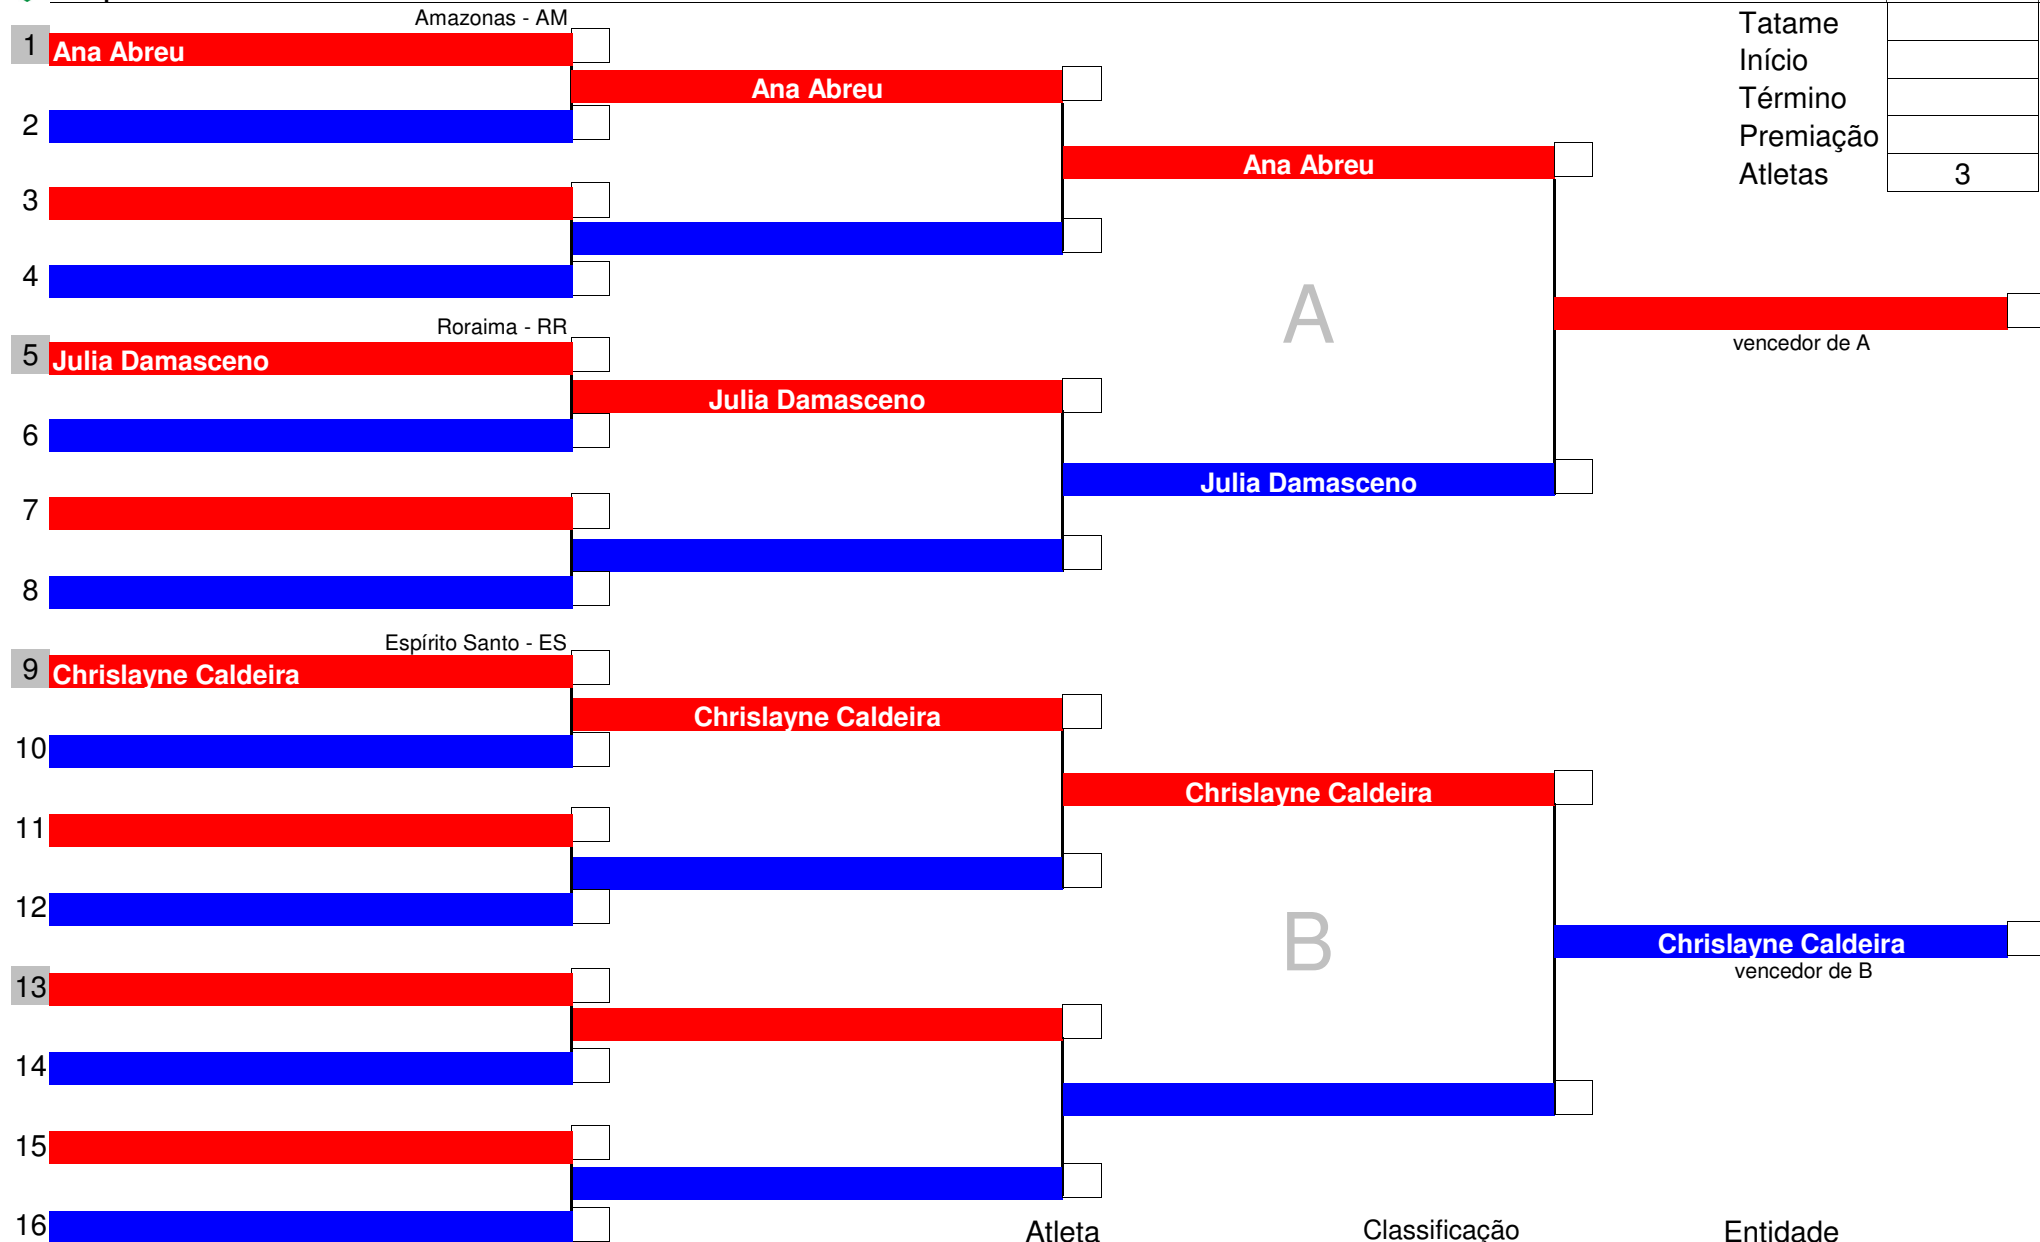 Amazonas - AM
Tatame
1 Ana Abreu
Início
Ana Abreu
Término
2
Premiação
Ana Abreu
Atletas 3
3
4
Roraima - RR
5 Julia Damasceno
A
vencedor de A
Julia Damasceno
6
Julia Damasceno
7
8
Espírito Santo - ES
9 Chrislayne Caldeira
Chrislayne Caldeira
10
Chrislayne Caldeira
11
12
B
Chrislayne Caldeira
vencedor de B
13
14
15
16
Atleta Classificação Entidade